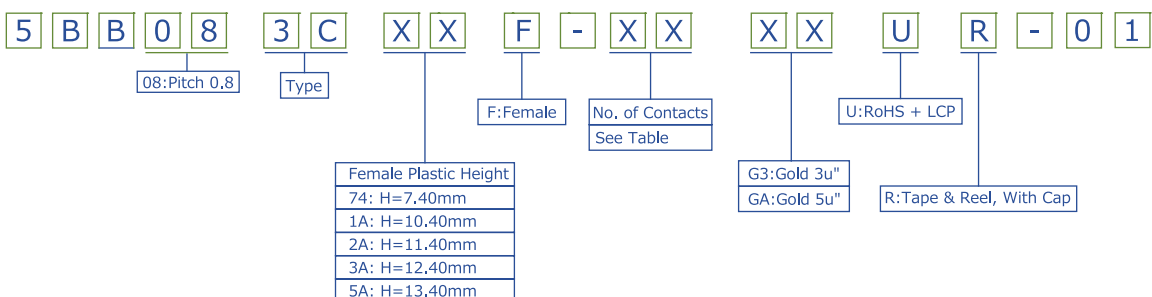 5 B B 0 8 3 C X X F - X X X X U R - 0 1
08:Pitch 0.8
Type
F:Female
No. of Contacts
See Table
U:RoHS + LCP
Female Plastic Height
74: H=7.40mm
1A: H=10.40mm
2A: H=11.40mm
3A: H=12.40mm
5A: H=13.40mm
G3:Gold 3u"
GA:Gold 5u"
R:Tape & Reel, With Cap